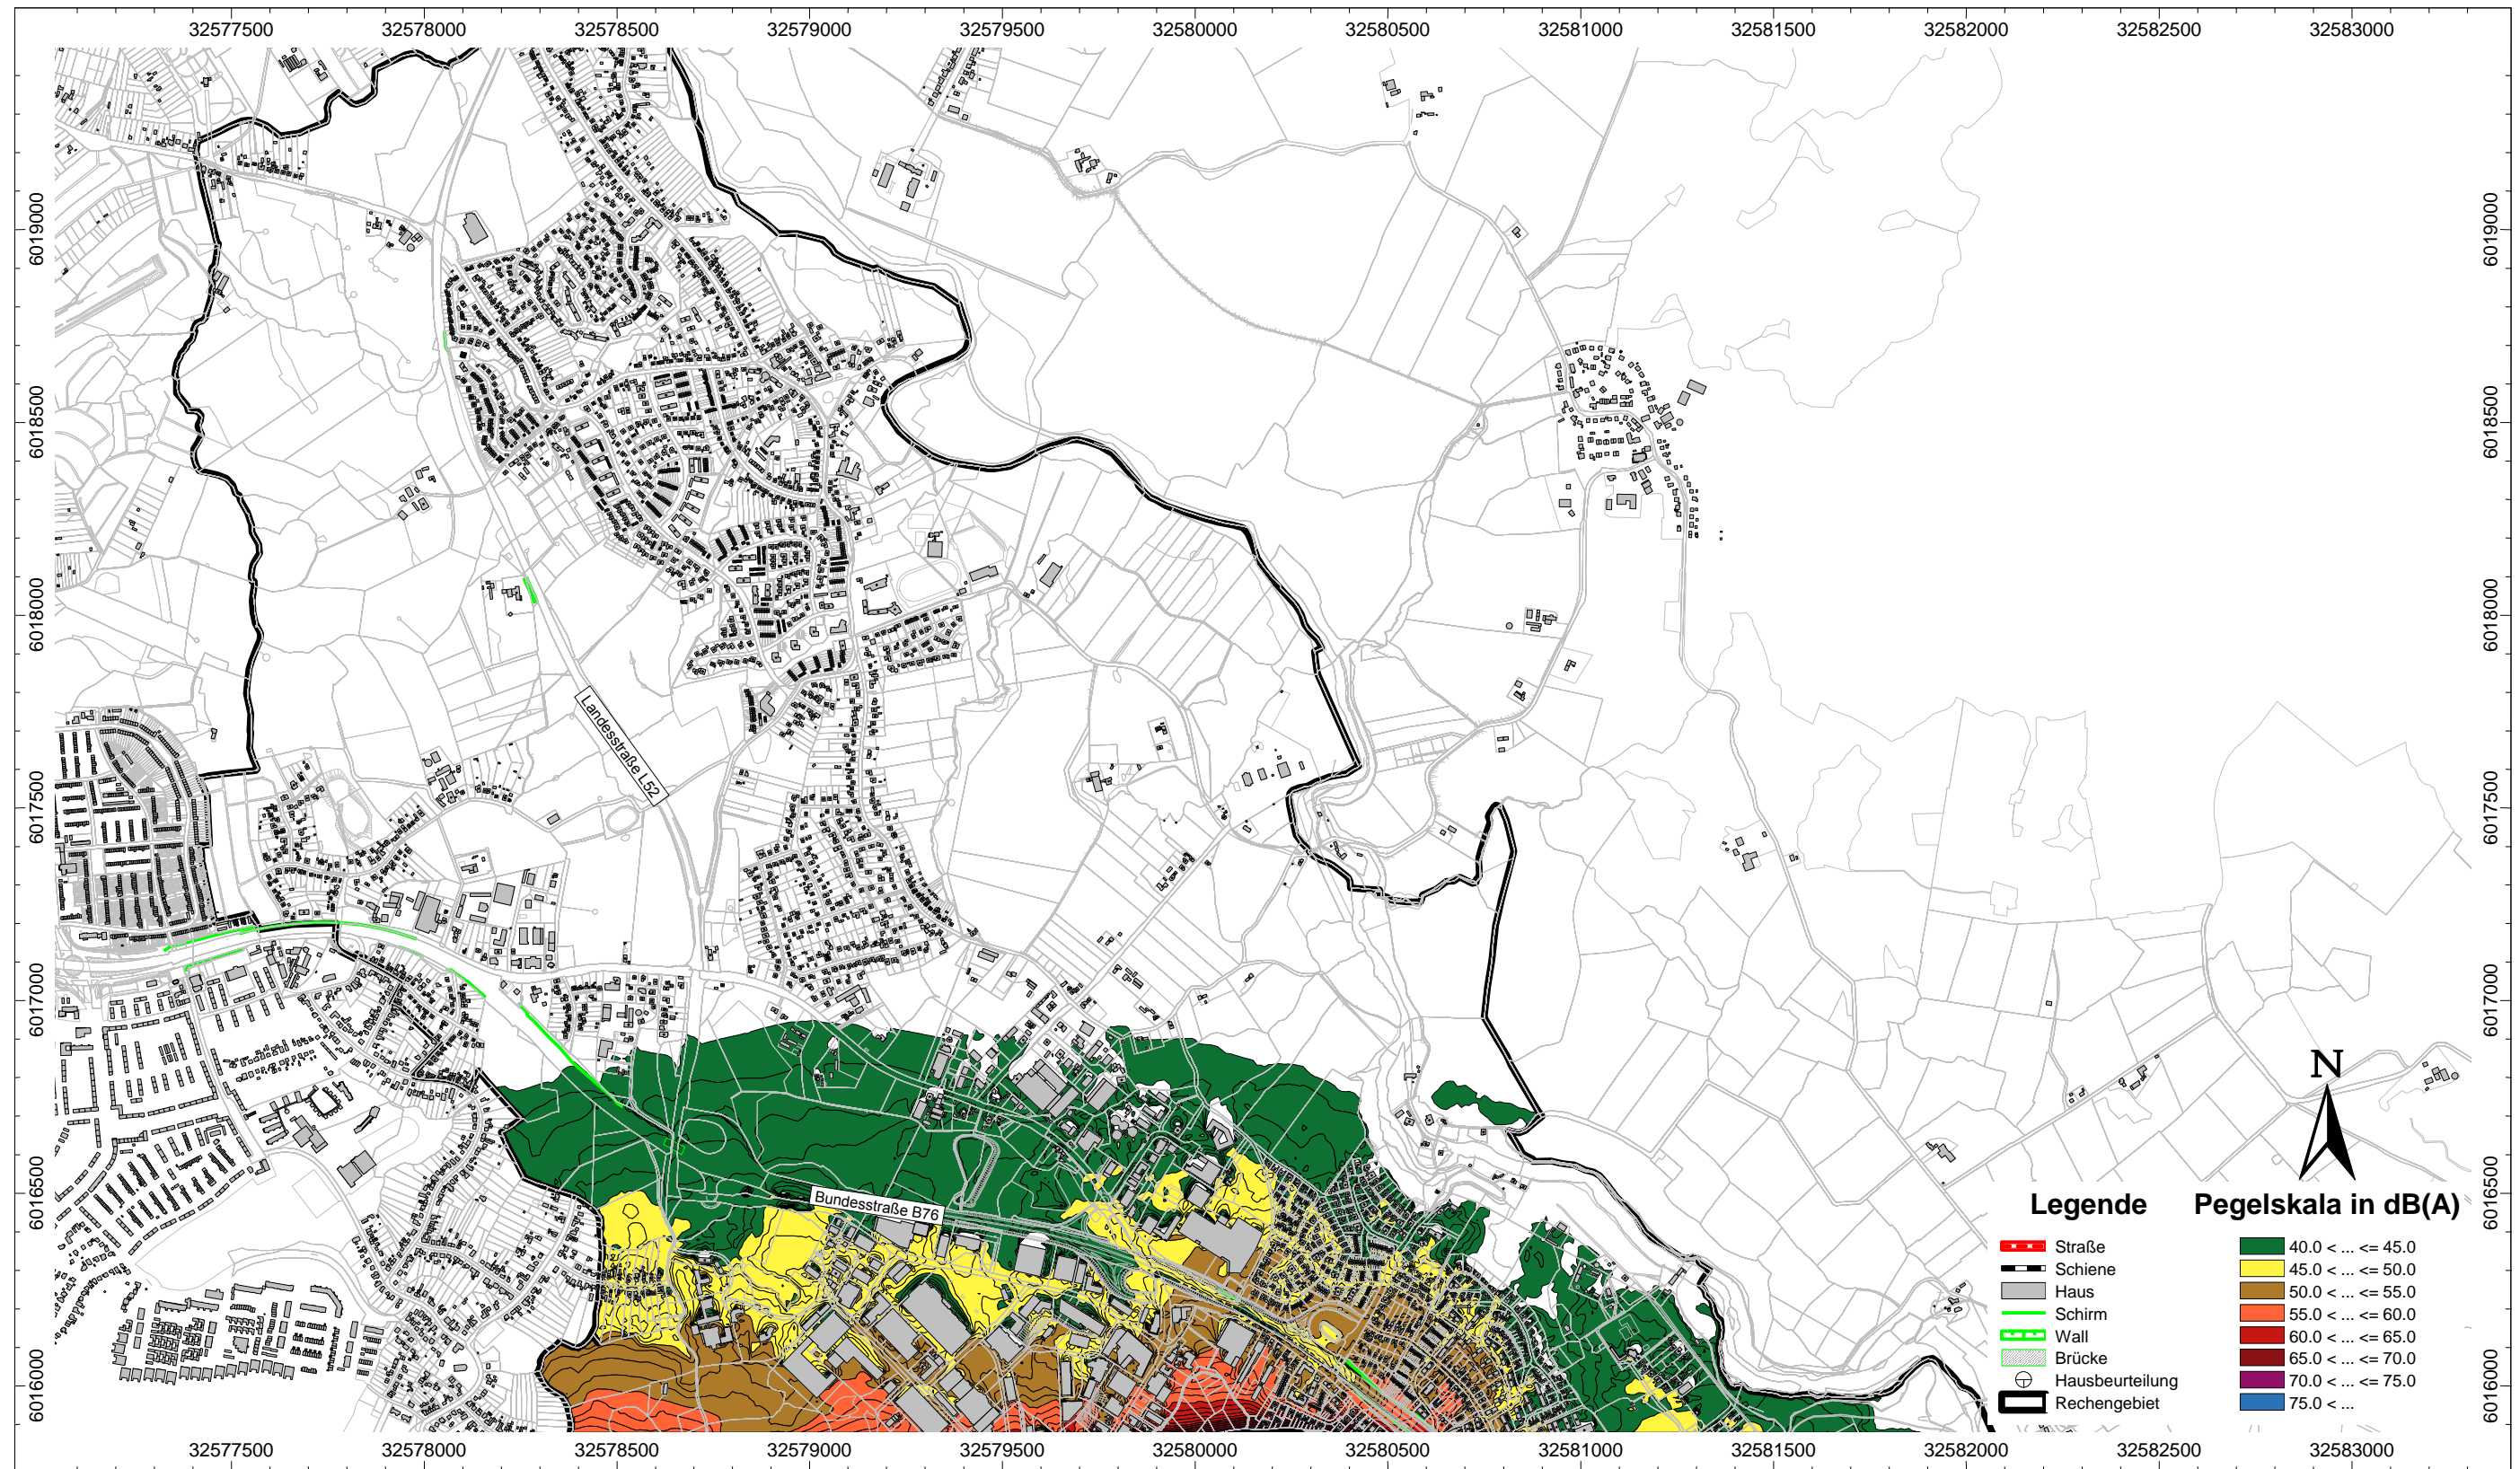 32577500 32578000 32578500 32579000 32579500 32580000 32580500 32581000 32581500 32582000 32582500 32583000
6019000 6019000
6018500 6018500
6018000 6018000
Landesstraße L52
6017500 6017500
6017000 6017000
N
6016500 6016500
Bundesstraße B76
Legende
Straße
Schiene
Haus
Schirm
Wall
Brücke
Hausbeurteilung
Rechengebiet
Pegelskala in dB(A)
40.0 < ... <= 45.0
45.0 < ... <= 50.0
50.0 < ... <= 55.0
55.0 < ... <= 60.0
60.0 < ... <= 65.0
65.0 < ... <= 70.0
70.0 < ... <= 75.0
75.0 < ...
6016000 6016000
32577500 32578000 32578500 32579000 32579500 32580000 32580500 32581000 32581500 32582000 32582500 32583000